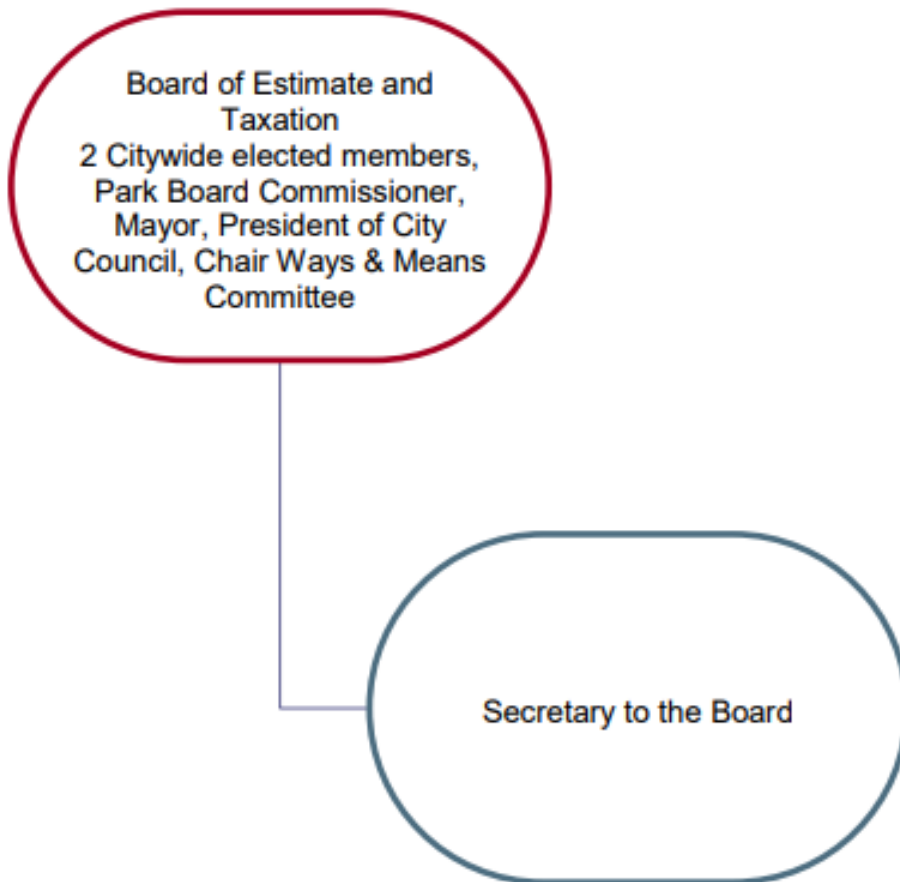 Board of Estimate and
Taxation
2 Citywide elected members,
Park Board Commissioner,
Mayor, President of City
Council, Chair Ways & Means
Committee
Secretary to the Board